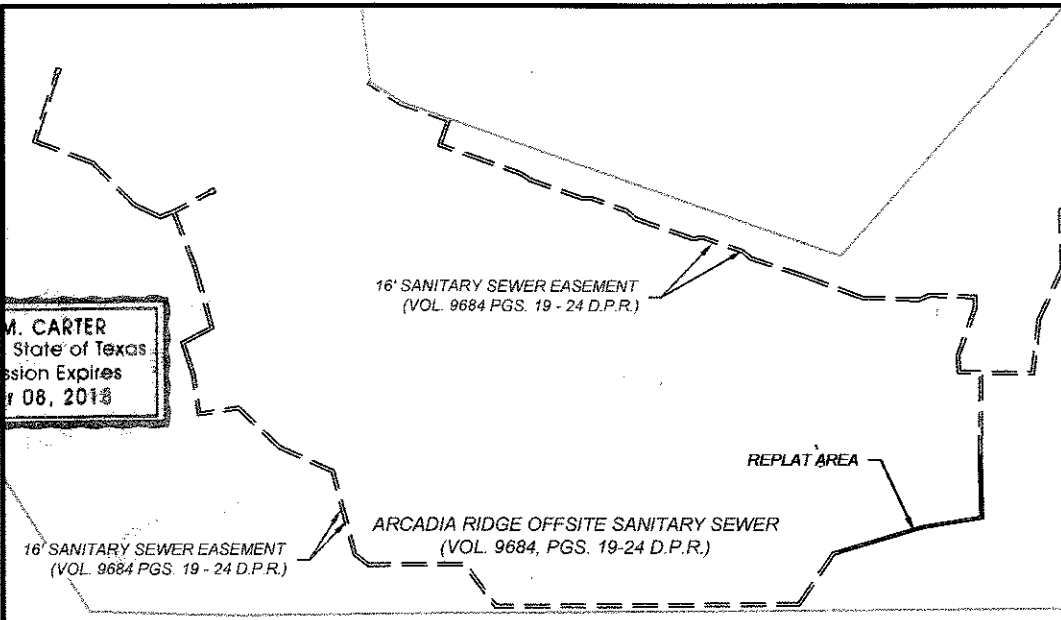 16' SANITARY SEWER EASEMENT
(VOL. 9684 PGS. 19 - 24 D.P.R.)
M. CARTER
State of Texas
ssion Expires
r 08, 2018
REPLAT AREA
ARCADIA RIDGE OFFSITE SANITARY SEWER
(VOL. 9684, PGS. 19-24 D.P.R.)
16' SANITARY SEWER EASEMENT
(VOL. 9684 PGS. 19 - 24 D.P.R.)